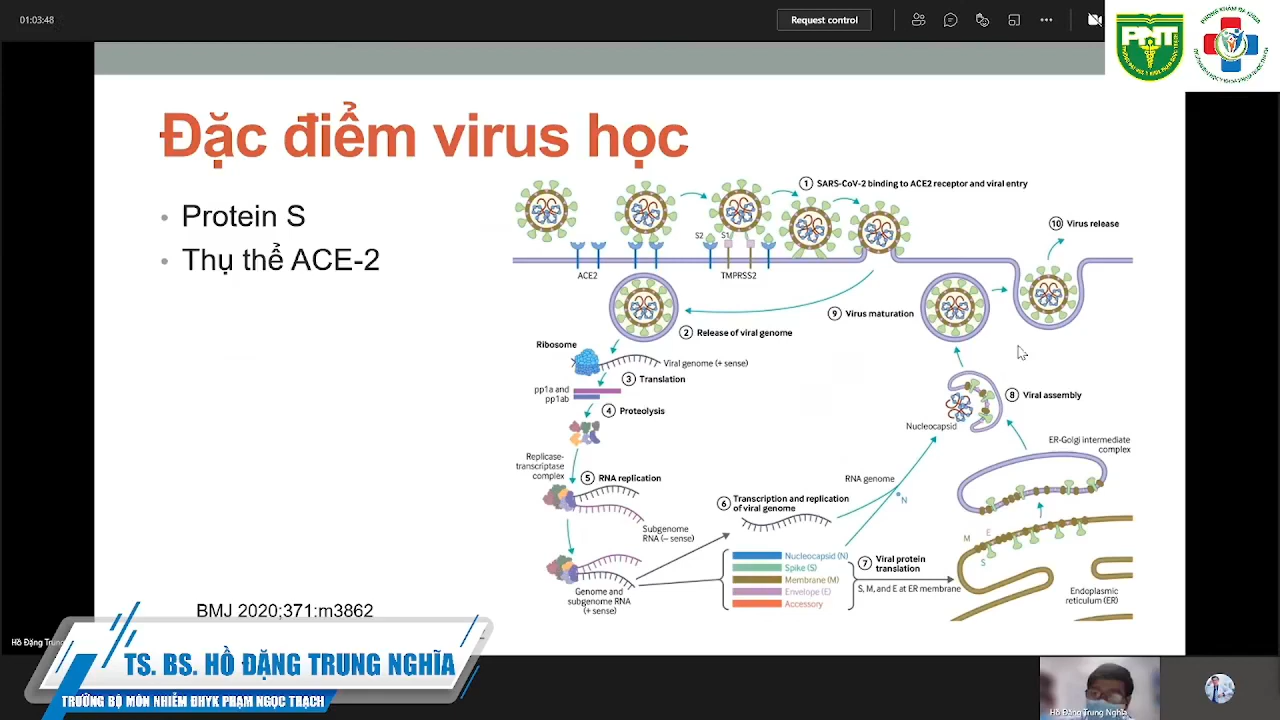 01:03:48
Request control
PNT
Đặc điểm virus học
• Protein S
• Thụ thể ACE-2
① SARS-CoV-2 binding to ACE2 receptor and viral entry
⑩ Virus release
S2
S1
ACE2
TMPRSS2
② Release of viral genome
⑨ Virus maturation
Ribosome
Viral genome (+ sense)
③ Translation
pp1a and
pp1ab
④ Proteolysis
⑧ Viral assembly
Nucleocapsid
ER-Golgi intermediate
complex
Replicase-
transcriptase
complex
⑤ RNA replication
RNA genome
N
⑥ Transcription and replication
of viral genome
Subgenome
RNA (– sense)
M
E
S
Nucleocapsid (N)
Spike (S)
Membrane (M)
Envelope (E)
Accessory
⑦ Viral protein
translation
S, M, and E at ER membrane
Genome and
subgenome RNA
(+ sense)
Endoplasmic
reticulum (ER)
BMJ 2020;371:m3862
Hồ Đặng Trung
TS. BS. HỒ ĐẶNG TRUNG NGHĨA
TRƯỞNG BỘ MÔN NHIỄM ĐHYK PHẠM NGỌC THẠCH
Hồ Đặng Trung Nghĩa